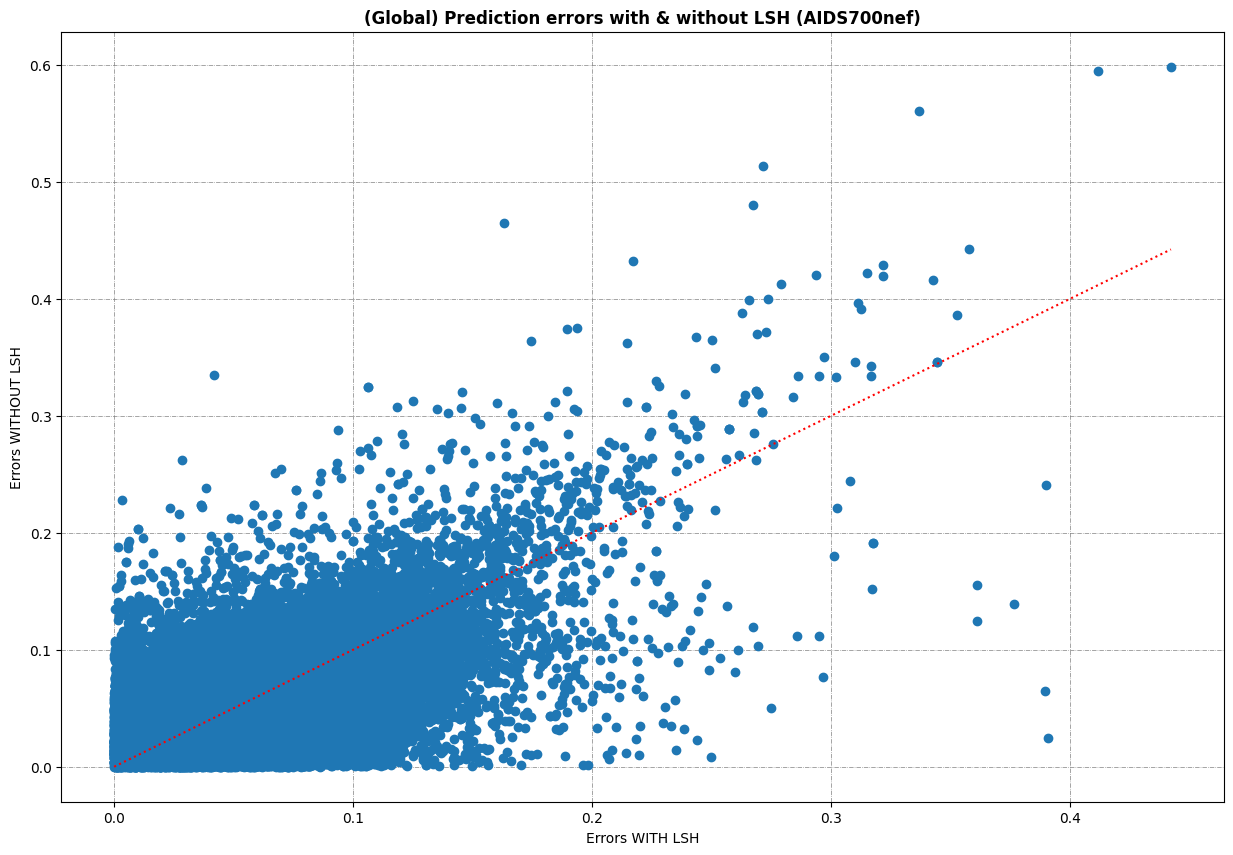 (Global) Prediction errors with & without LSH (AIDS700nef)
Errors WITHOUT LSH
0.6
0.5
0.4
0.3
0.2
0.1
0.0
0.0 0.1 0.2 0.3 0.4
Errors WITH LSH